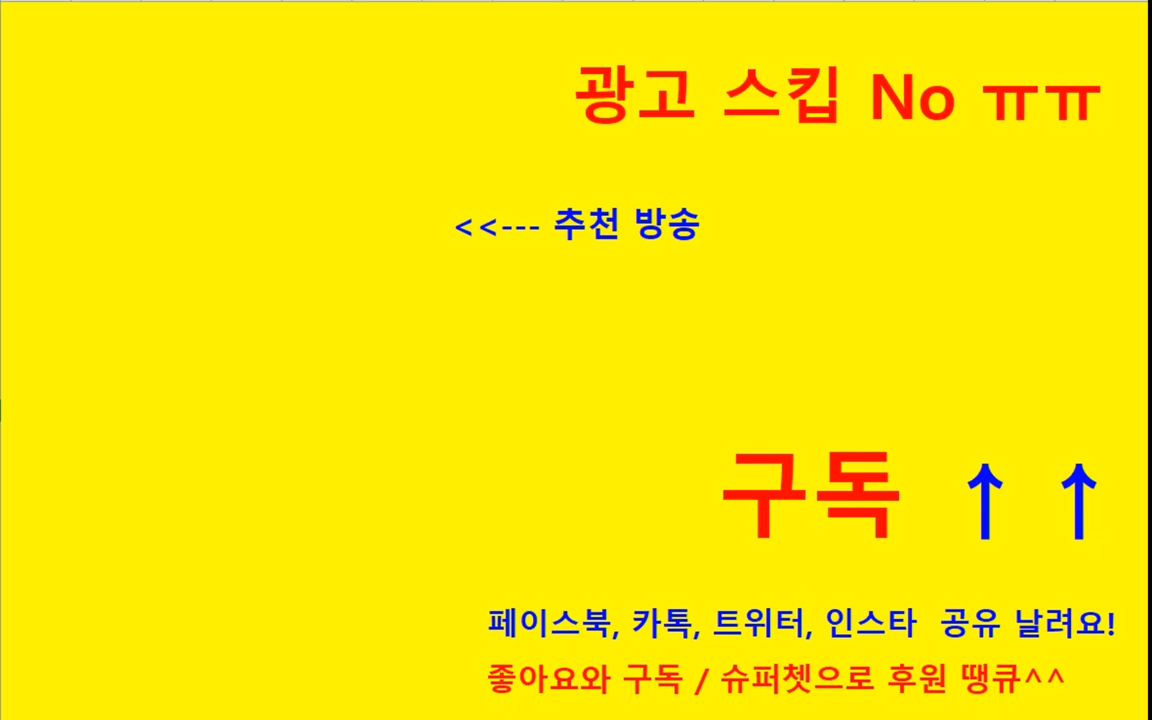 광고 스킵 No ㅠㅠ
<<--- 추천 방송
구독 ↑ ↑
페이스북, 카톡, 트위터, 인스타 공유 날려요!
좋아요와 구독 / 슈퍼쳇으로 후원 땡큐^^